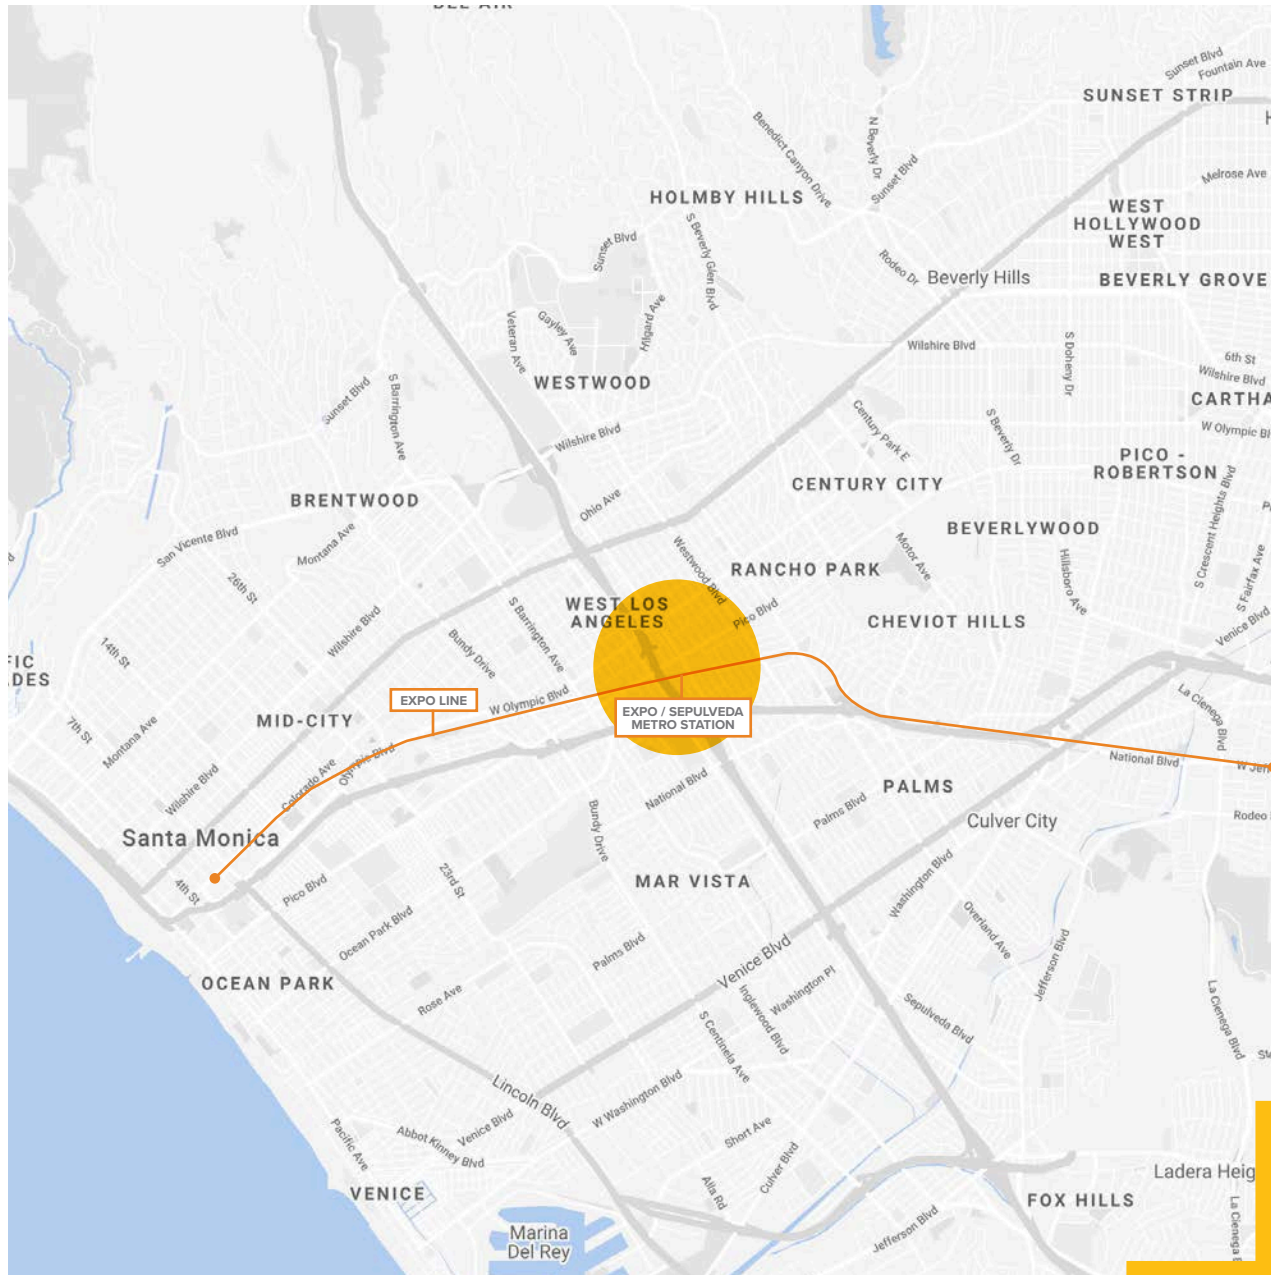 BEL AIR
Sunset Blvd
Fountain Ave
SUNSET STRIP
N Beverly Dr
Benedict Canyon Drive
Sunset Blvd
Melrose Ave
HOLMBY HILLS
WEST
HOLLYWOOD
WEST
Sunset Blvd
S Beverly Glen Blvd
Rodeo Dr
Beverly Hills
BEVERLY GROVE
Veteran Ave
Gayley Ave
Hilgard Ave
Wilshire Blvd
S Doheny Dr
6th St
Wilshire Blvd
WESTWOOD
Sunset Blvd
S Barrington Ave
CARTHA
Century Park E
S Beverly Dr
W Olympic Bl
Wilshire Blvd
PICO -
ROBERTSON
CENTURY CITY
S Crescent Heights Blvd
BRENTWOOD
Ohio Ave
BEVERLYWOOD
San Vicente Blvd
Montana Ave
Westwood Blvd
Motor Ave
Hillsboro Ave
S Fairfax Ave
RANCHO PARK
26th St
WEST LOS
ANGELES
Pico Blvd
S Barrington Ave
CHEVIOT HILLS
Venice Blvd
Wilshire Blvd
Bundy Drive
14th St
FIC
DES
La Cienega Blvd
EXPO LINE
W Olympic Blvd
EXPO / SEPULVEDA
METRO STATION
MID-CITY
7th St
Montana Ave
Olympic Blvd
National Blvd
W Jeff
Colorado Ave
Wilshire Blvd
National Blvd
PALMS
Palms Blvd
Bundy Drive
Culver City
Rodeo
Santa Monica
4th St
Pico Blvd
23rd St
MAR VISTA
Washington Blvd
Ocean Park Blvd
Overland Ave
Palms Blvd
Venice Blvd
Jefferson Blvd
OCEAN PARK
Rose Ave
Inglewood Blvd
Washington Pl
Sepulveda Blvd
La Cienega Blvd
S Centinela Ave
Lincoln Blvd
W Washington Blvd
Venice Blvd
Abbot Kinney Blvd
Short Ave
Pacific Ave
Culver Blvd
Alla Rd
Ladera Heig
VENICE
FOX HILLS
Marina
Del Rey
Jefferson Blvd
La Cienega